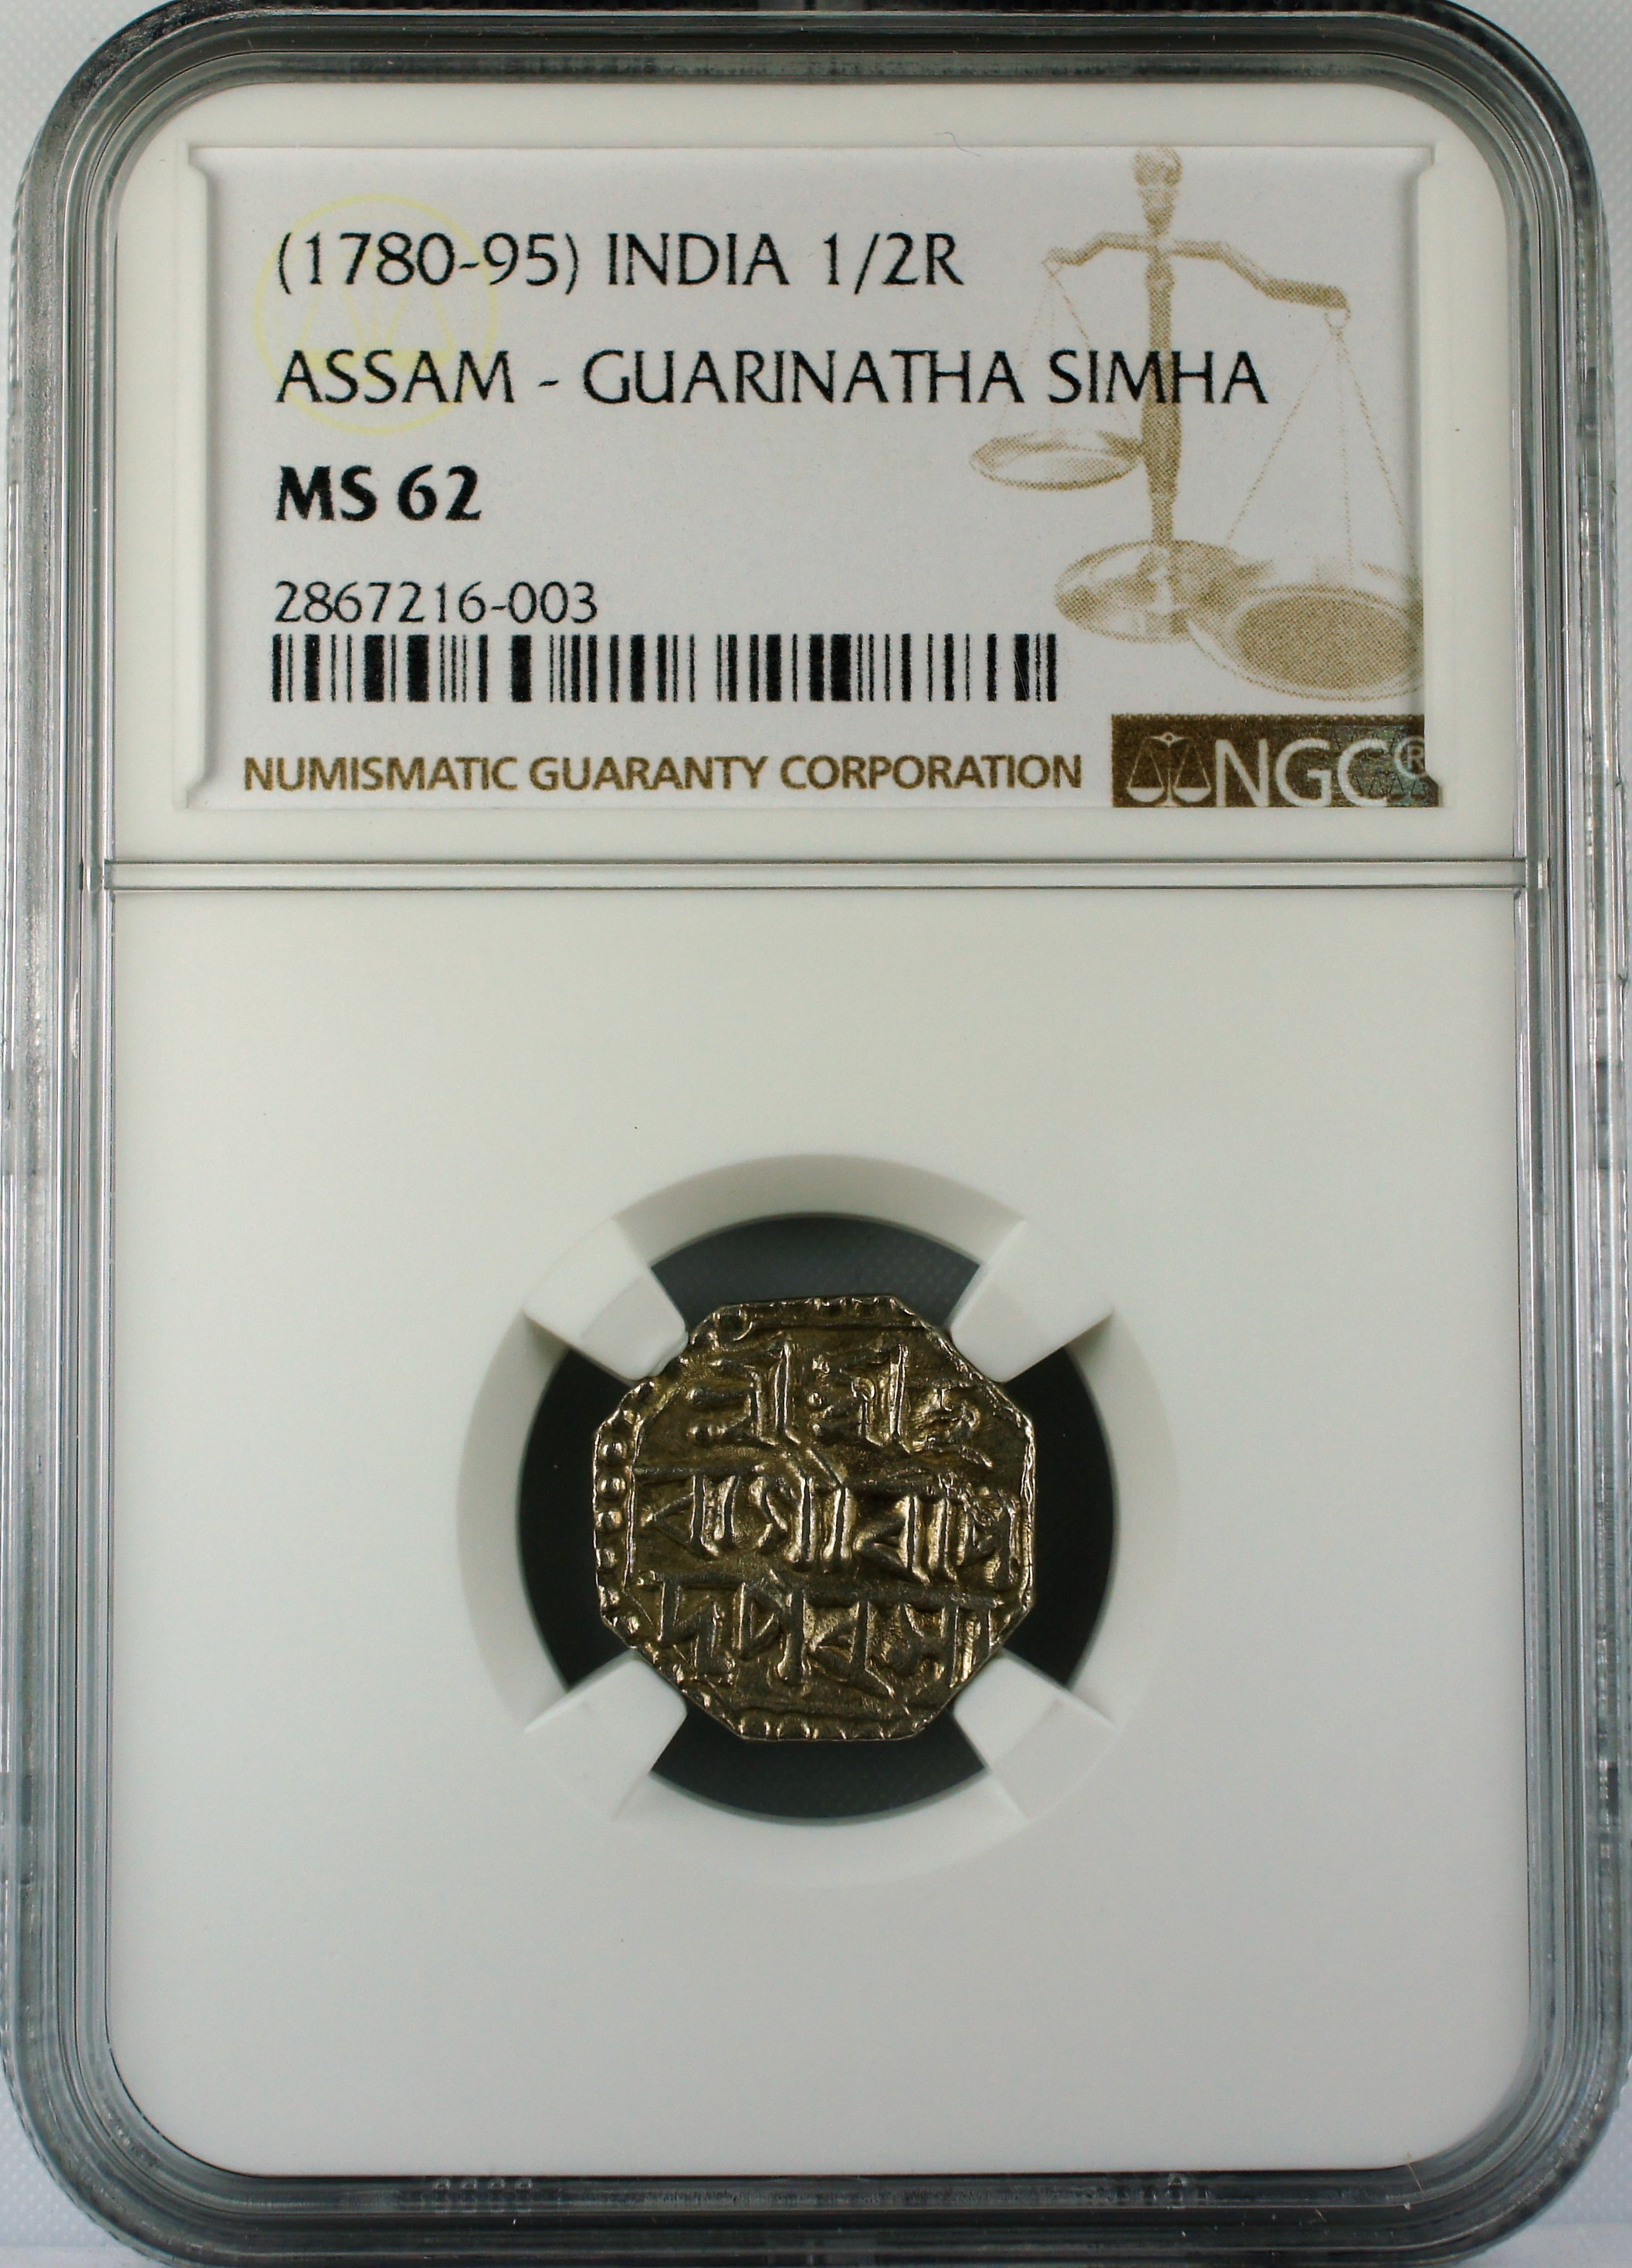 (1780-95) INDIA 1/2R
ASSAM - GUARINATHA SIMHA
MS 62
2867216-003
NUMISMATIC GUARANTY CORPORATION
NGC®